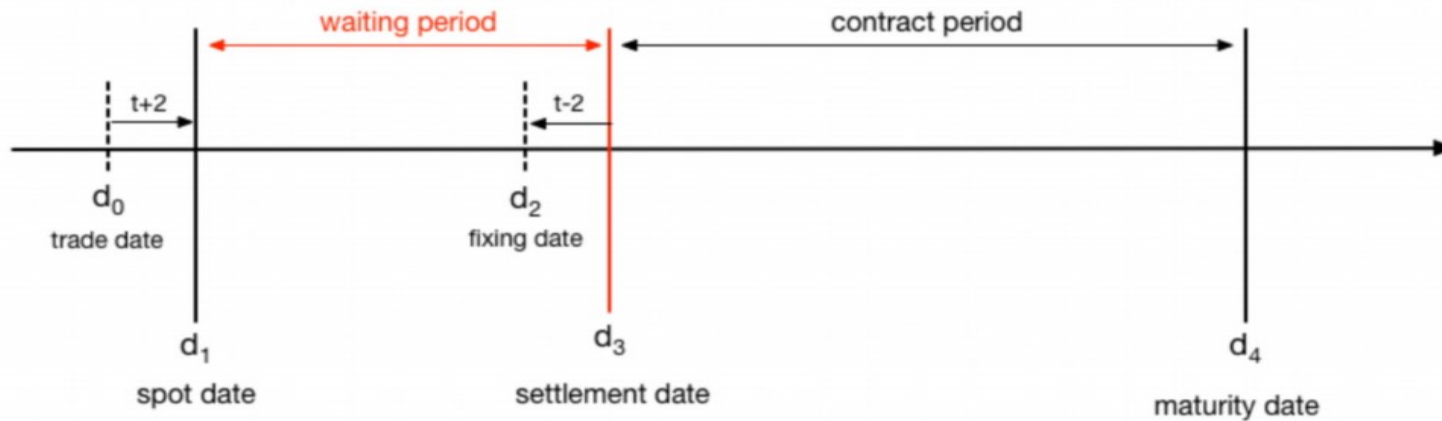 waiting period
contract period
t+2
t-2
d₀
d₂
trade date
fixing date
d₁
d₃
d₄
spot date
settlement date
maturity date